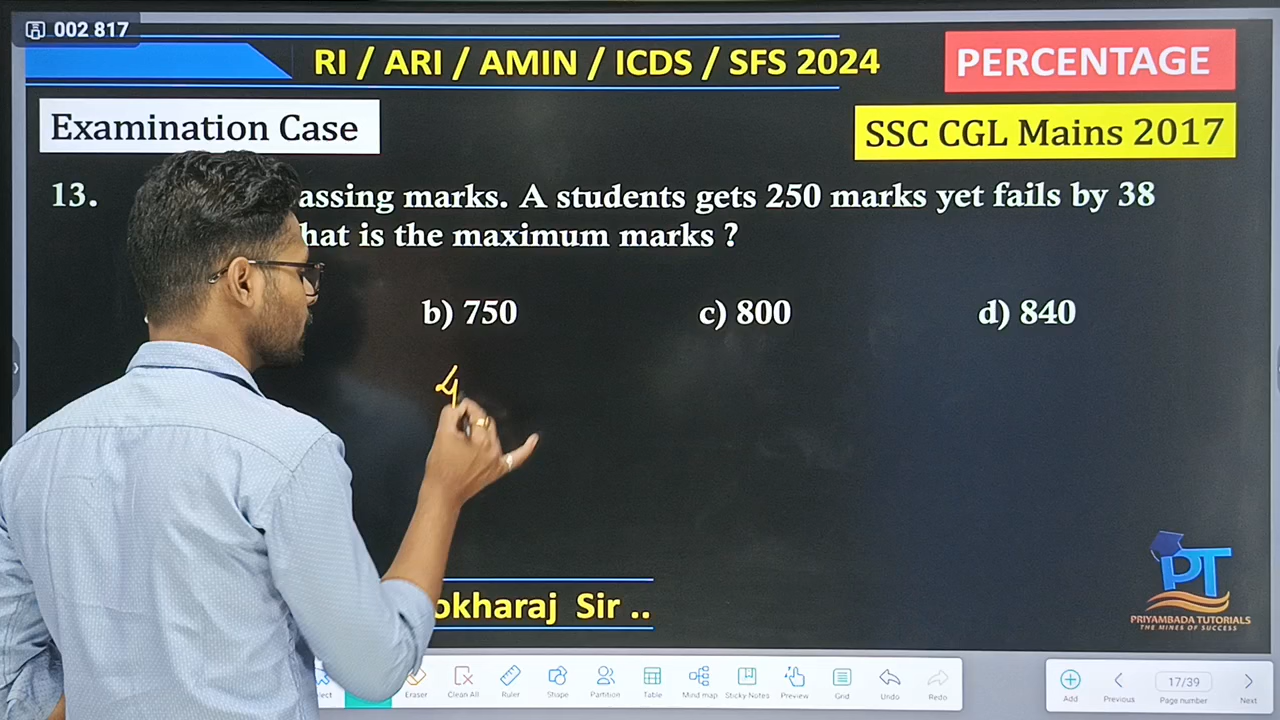 002 817
RI / ARI / AMIN / ICDS / SFS 2024
PERCENTAGE
Examination Case
SSC CGL Mains 2017
13. assing marks. A students gets 250 marks yet fails by 38
hat is the maximum marks ?
b) 750 c) 800 d) 840
4
okharaj Sir ..
PT
PRIYAMBADA TUTORIALS
THE MINES OF SUCCESS
Eraser Clean All Ruler Shape Partition Table Mind map Sticky Notes Preview Grid Undo Redo
Add Previous 17/39 Page number Next